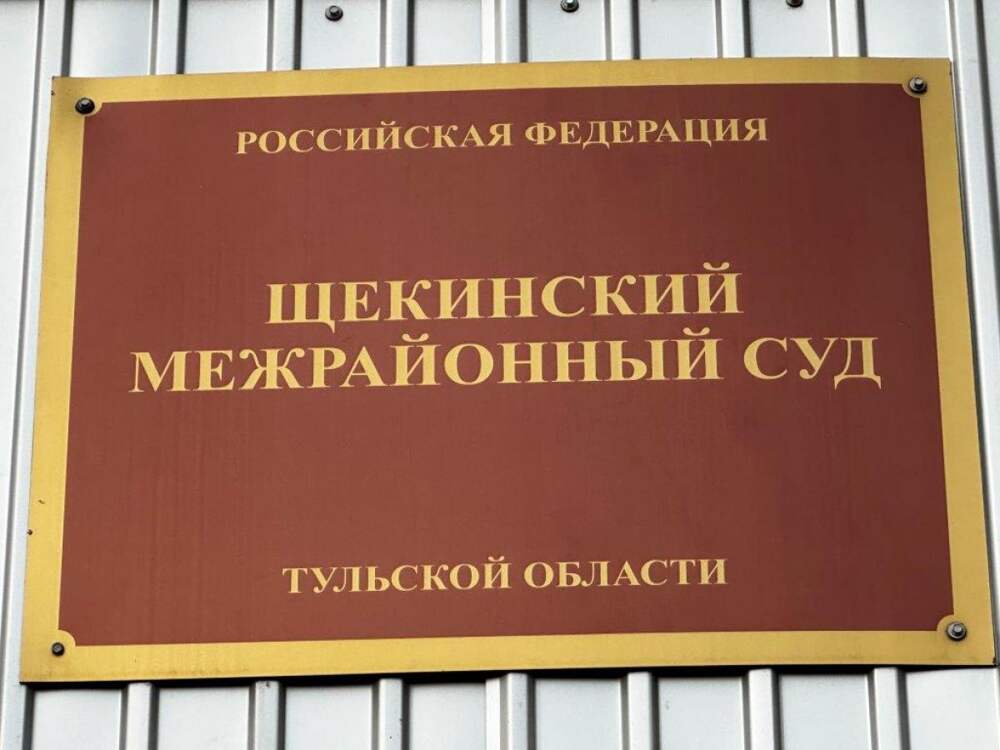 РОССИЙСКАЯ ФЕДЕРАЦИЯ
ЩЕКИНСКИЙ
МЕЖРАЙОННЫЙ СУД
ТУЛЬСКОЙ ОБЛАСТИ